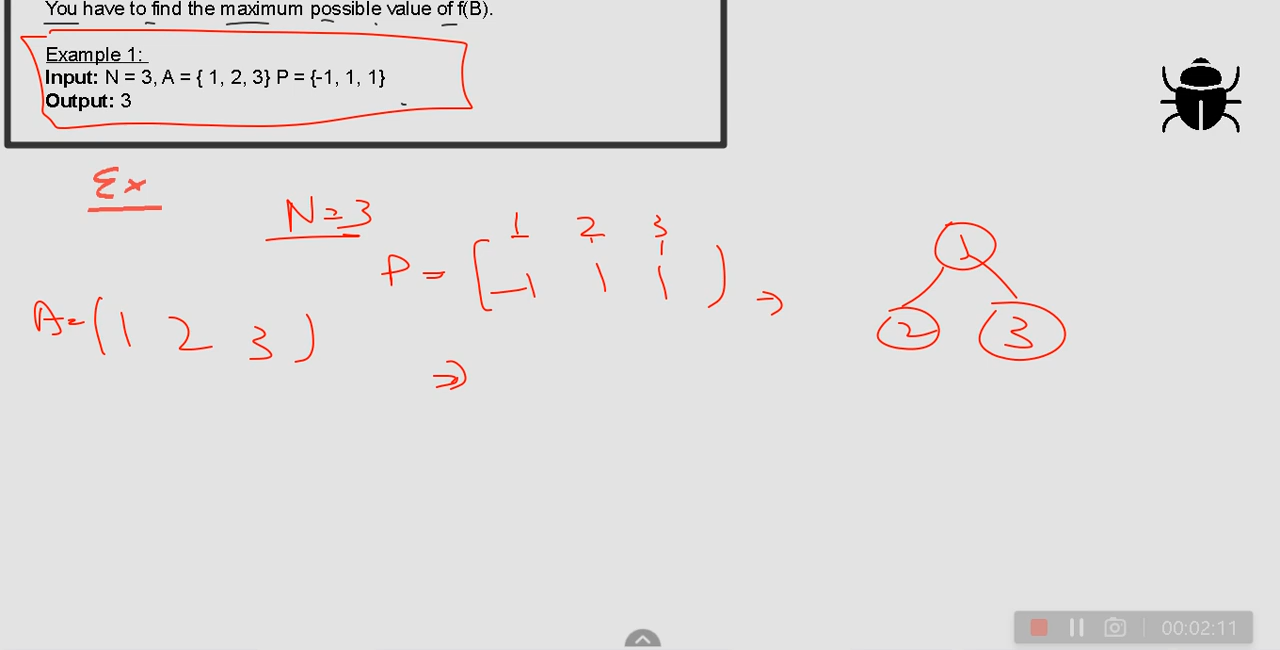 You have to find the maximum possible value of f(B).
Example 1:
Input: N = 3, A = { 1, 2, 3} P = {-1, 1, 1}
Output: 3
Ex
N=3
1 2 3
P = [-1 1 1) ⇒
A=(1 2 3)
⇒
1
2 3
00:02:11